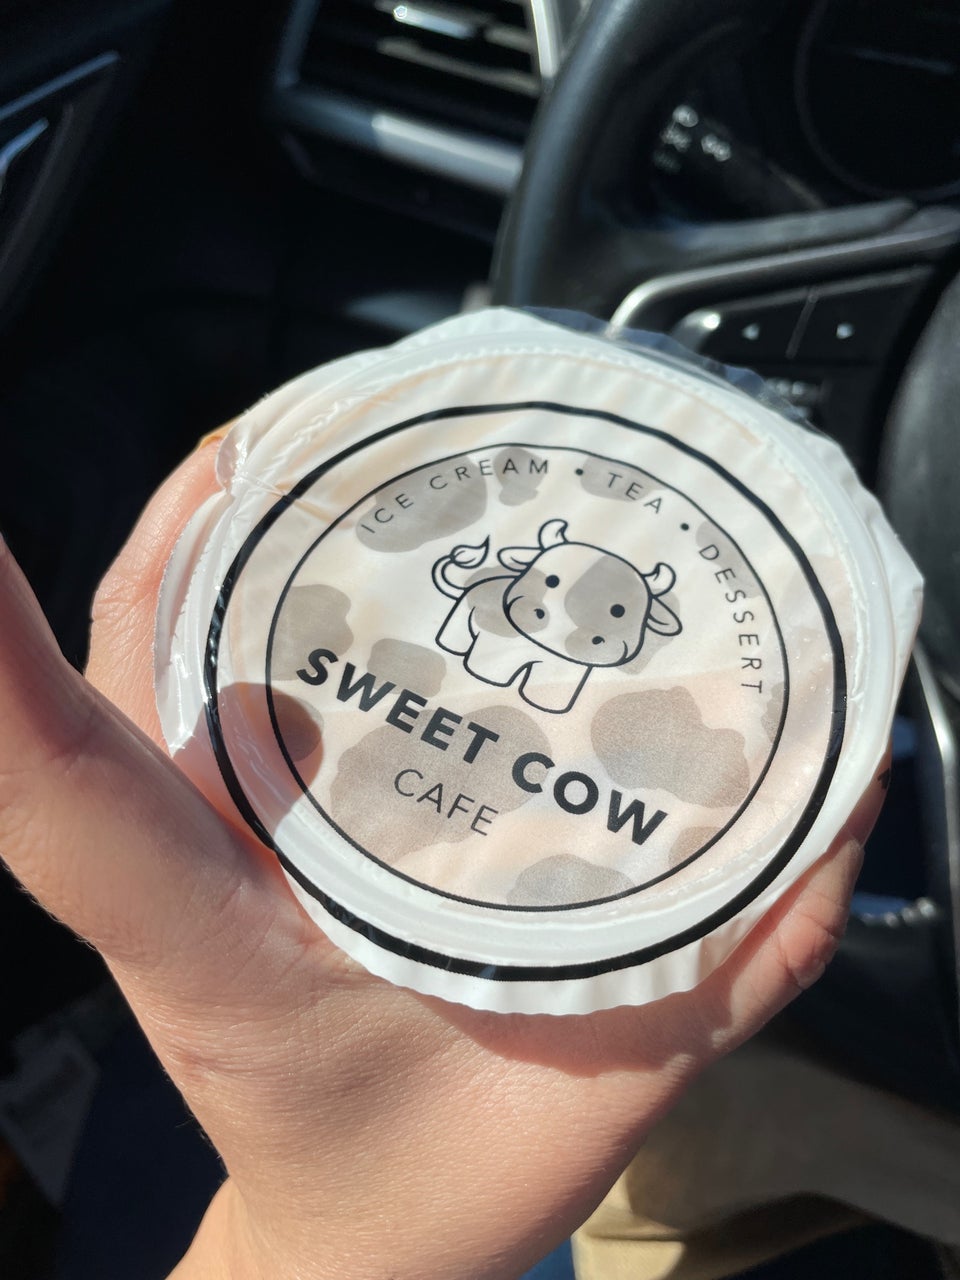 ICE CREAM • TEA • DESSERT
SWEET COW
CAFE